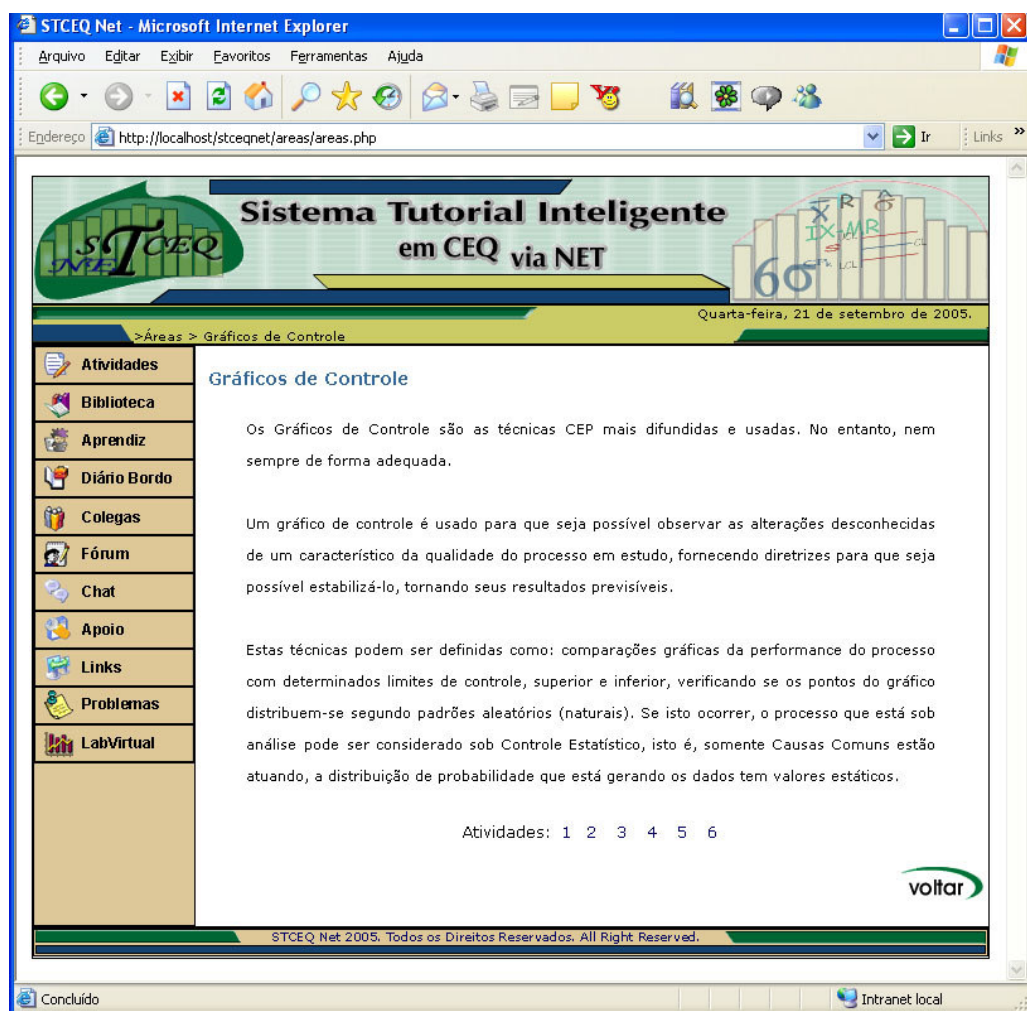 STCEQ Net - Microsoft Internet Explorer
Arquivo Editar Exibir Favoritos Ferramentas Ajuda
Endereço http://localhost/stceqnet/areas/areas.php Ir Links »
STCEQ NET
Sistema Tutorial Inteligente
em CEQ via NET
X R σ
IX-MR
S CL
LCL
6σ
Quarta-feira, 21 de setembro de 2005.
>Áreas > Gráficos de Controle
Atividades
Biblioteca
Aprendiz
Diário Bordo
Colegas
Fórum
Chat
Apoio
Links
Problemas
LabVirtual
Gráficos de Controle
Os Gráficos de Controle são as técnicas CEP mais difundidas e usadas. No entanto, nem
sempre de forma adequada.
Um gráfico de controle é usado para que seja possível observar as alterações desconhecidas
de um característico da qualidade do processo em estudo, fornecendo diretrizes para que seja
possível estabilizá-lo, tornando seus resultados previsíveis.
Estas técnicas podem ser definidas como: comparações gráficas da performance do processo
com determinados limites de controle, superior e inferior, verificando se os pontos do gráfico
distribuem-se segundo padrões aleatórios (naturais). Se isto ocorrer, o processo que está sob
análise pode ser considerado sob Controle Estatístico, isto é, somente Causas Comuns estão
atuando, a distribuição de probabilidade que está gerando os dados tem valores estáticos.
Atividades: 1 2 3 4 5 6
voltar
STCEQ Net 2005. Todos os Direitos Reservados. All Right Reserved.
Concluído Intranet local